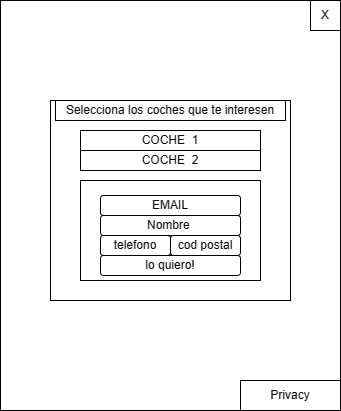 X
Selecciona los coches que te interesen
COCHE 1
COCHE 2
EMAIL
Nombre
telefono cod postal
lo quiero!
Privacy